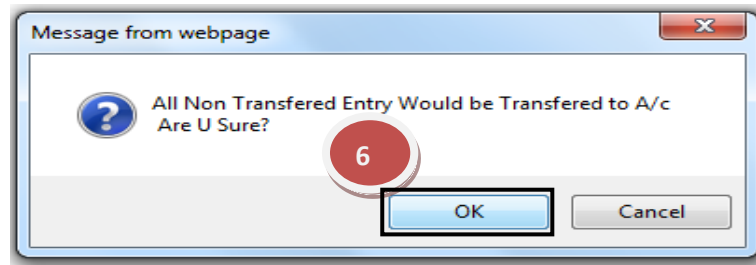 Message from webpage
All Non Transfered Entry Would be Transfered to A/c
Are U Sure?
6
OK
Cancel